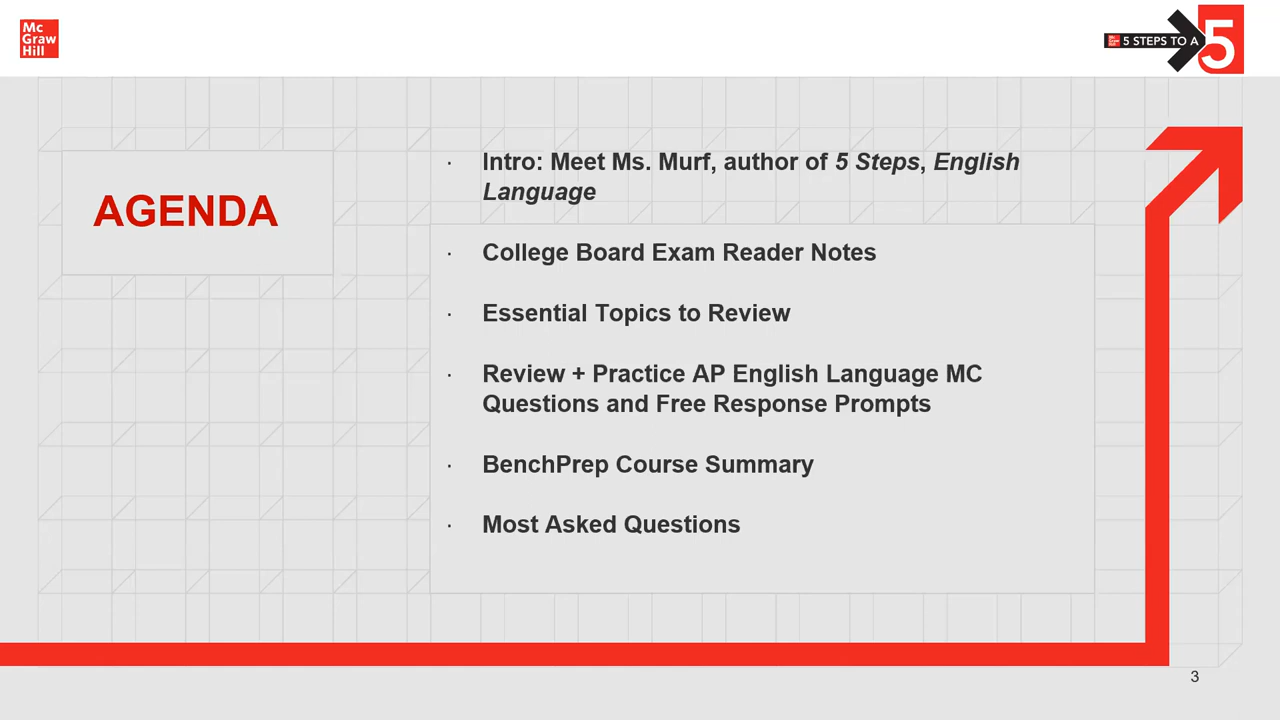 Mc
Graw
Hill
5 STEPS TO A
5
AGENDA
· Intro: Meet Ms. Murf, author of 5 Steps, English
Language
· College Board Exam Reader Notes
· Essential Topics to Review
· Review + Practice AP English Language MC
Questions and Free Response Prompts
· BenchPrep Course Summary
· Most Asked Questions
3